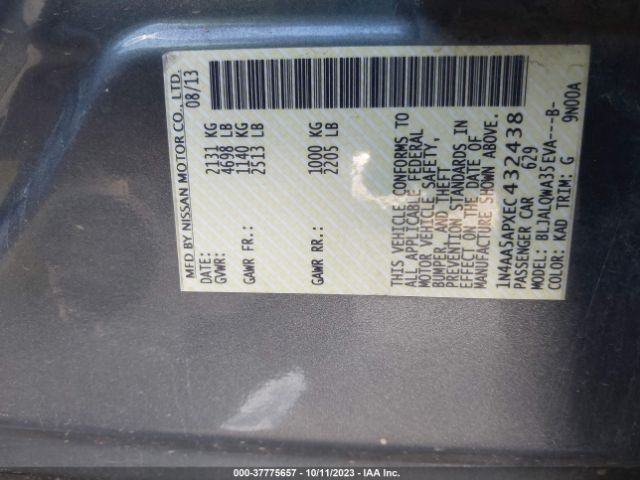 MFD BY NISSAN MOTOR CO., LTD.
DATE: 08/13
GVWR: 2131 KG
4698 LB
GAWR FR.: 1140 KG
2513 LB
GAWR RR.: 1000 KG
2205 LB
THIS VEHICLE CONFORMS TO
ALL APPLICABLE FEDERAL
MOTOR VEHICLE SAFETY,
BUMPER, AND THEFT
PREVENTION STANDARDS IN
EFFECT ON THE DATE OF
MANUFACTURE SHOWN ABOVE.
1N4AA5APXEC432438
PASSENGER CAR 629
MODEL: BLJALQWA35EVA---B-
COLOR: KAD TRIM: G 9N00A
000-37775657 - 10/11/2023 - IAA Inc.